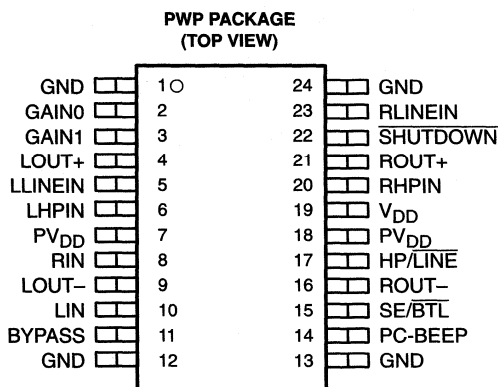 PWP PACKAGE
(TOP VIEW)
GND 1 24 GND
GAIN0 2 23 RLINEIN
GAIN1 3 22 SHUTDOWN
LOUT+ 4 21 ROUT+
LLINEIN 5 20 RHPIN
LHPIN 6 19 VDD
PVDD 7 18 PVDD
RIN 8 17 HP/LINE
LOUT− 9 16 ROUT−
LIN 10 15 SE/BTL
BYPASS 11 14 PC-BEEP
GND 12 13 GND